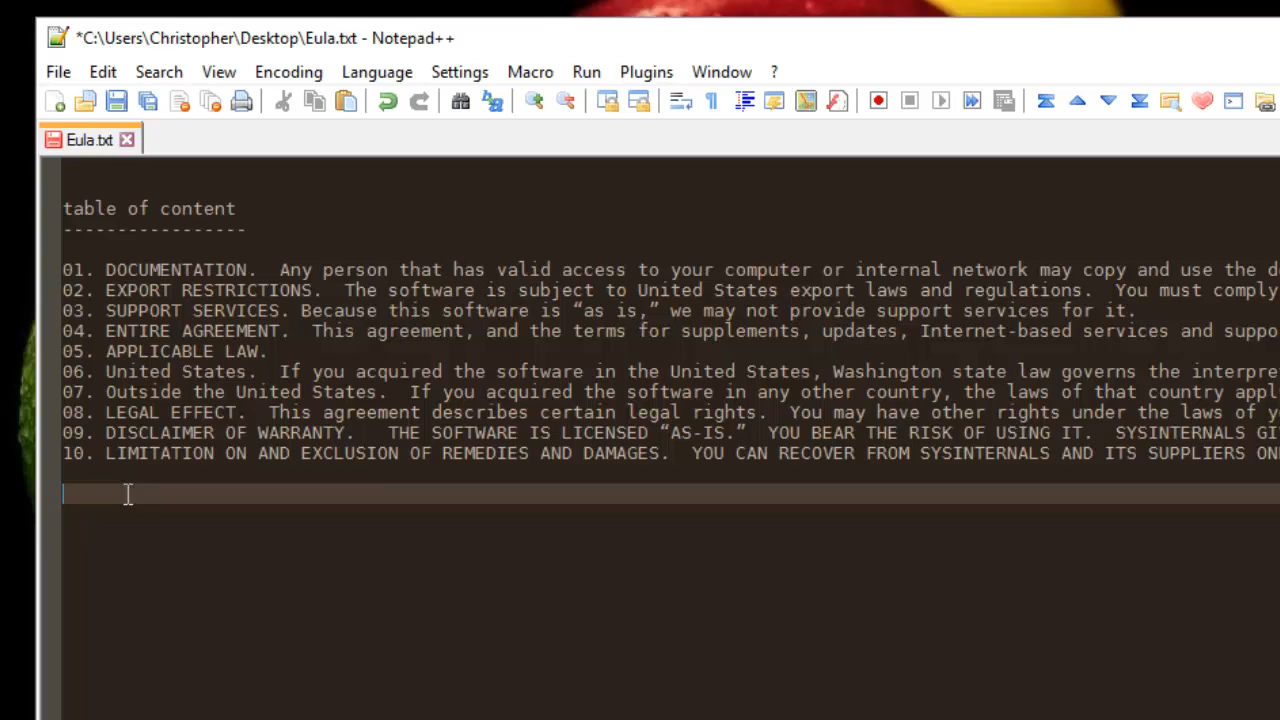 *C:\Users\Christopher\Desktop\Eula.txt - Notepad++
File Edit Search View Encoding Language Settings Macro Run Plugins Window ?
Eula.txt
table of content
-----------------
01. DOCUMENTATION.  Any person that has valid access to your computer or internal network may copy and use the
02. EXPORT RESTRICTIONS.  The software is subject to United States export laws and regulations.  You must comply
03. SUPPORT SERVICES. Because this software is “as is,” we may not provide support services for it.
04. ENTIRE AGREEMENT.  This agreement, and the terms for supplements, updates, Internet-based services and
05. APPLICABLE LAW.
06. United States.  If you acquired the software in the United States, Washington state law governs the
07. Outside the United States.  If you acquired the software in any other country, the laws of that country
08. LEGAL EFFECT.  This agreement describes certain legal rights.  You may have other rights under the laws of
09. DISCLAIMER OF WARRANTY.   THE SOFTWARE IS LICENSED “AS-IS.”  YOU BEAR THE RISK OF USING IT.  SYSINTERNALS
10. LIMITATION ON AND EXCLUSION OF REMEDIES AND DAMAGES.  YOU CAN RECOVER FROM SYSINTERNALS AND ITS SUPPLIERS